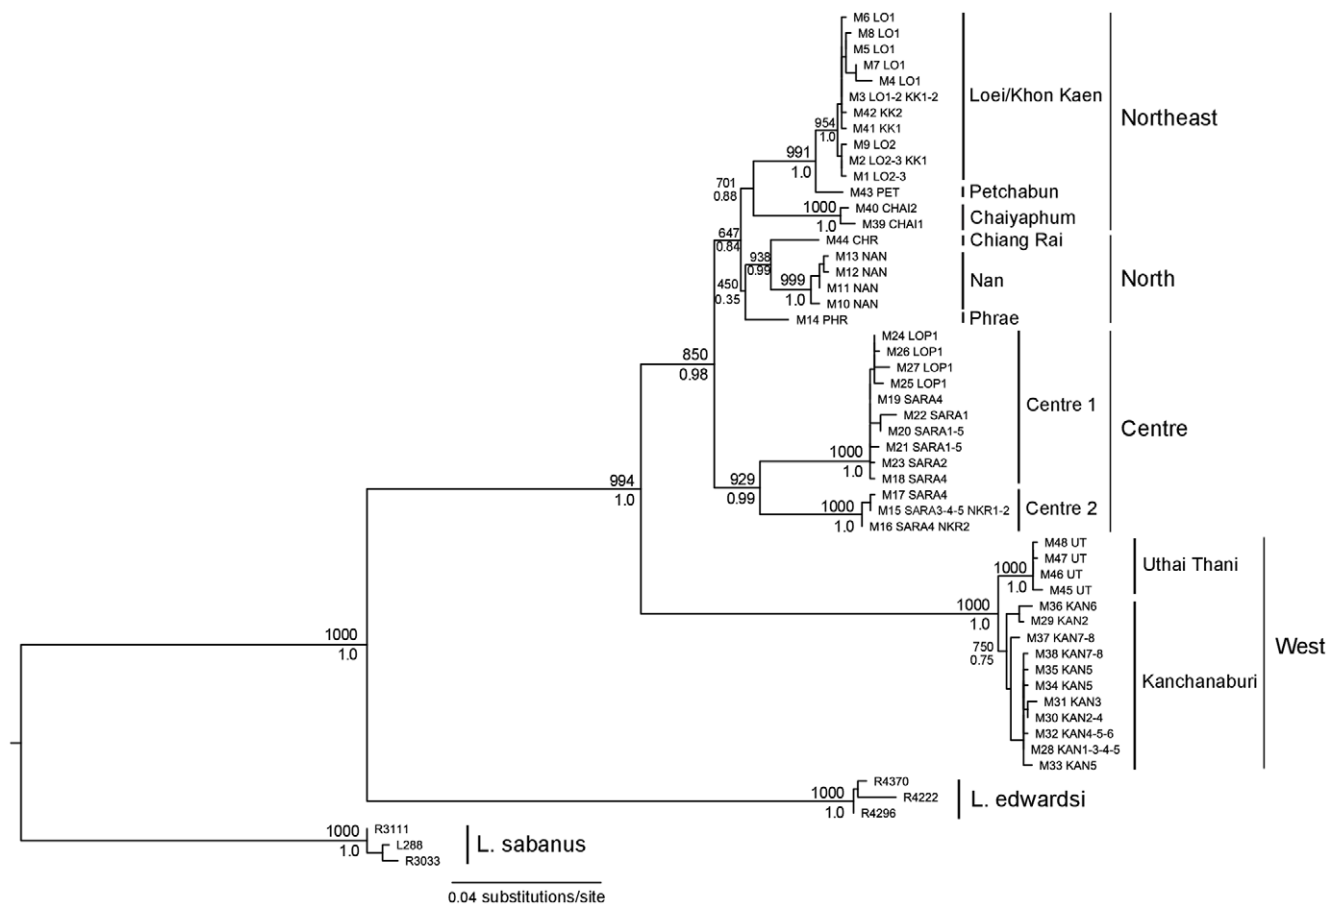 M6 LO1
M8 LO1
M5 LO1
M7 LO1
M4 LO1
M3 LO1-2 KK1-2
M42 KK2
M41 KK1
M9 LO2
M2 LO2-3 KK1
M1 LO2-3
M43 PET
M40 CHAI2
M39 CHAI1
M44 CHR
M13 NAN
M12 NAN
M11 NAN
M10 NAN
M14 PHR
M24 LOP1
M26 LOP1
M27 LOP1
M25 LOP1
M19 SARA4
M22 SARA1
M20 SARA1-5
M21 SARA1-5
M23 SARA2
M18 SARA4
M17 SARA4
M15 SARA3-4-5 NKR1-2
M16 SARA4 NKR2
M48 UT
M47 UT
M46 UT
M45 UT
M36 KAN6
M29 KAN2
M37 KAN7-8
M38 KAN7-8
M35 KAN5
M34 KAN5
M31 KAN3
M30 KAN2-4
M32 KAN4-5-6
M28 KAN1-3-4-5
M33 KAN5
R4370
R4222
R4296
R3111
L288
R3033
954
1.0
991
1.0
701
0.88
1000
1.0
647
0.84
938
0.99
999
1.0
450
0.35
850
0.98
1000
1.0
929
0.99
1000
1.0
994
1.0
1000
1.0
1000
1.0
750
0.75
1000
1.0
1000
1.0
1000
1.0
Loei/Khon Kaen
Petchabun
Chaiyaphum
Chiang Rai
Nan
Phrae
Centre 1
Centre 2
Uthai Thani
Kanchanaburi
Northeast
North
Centre
West
L. edwardsi
L. sabanus
0.04 substitutions/site